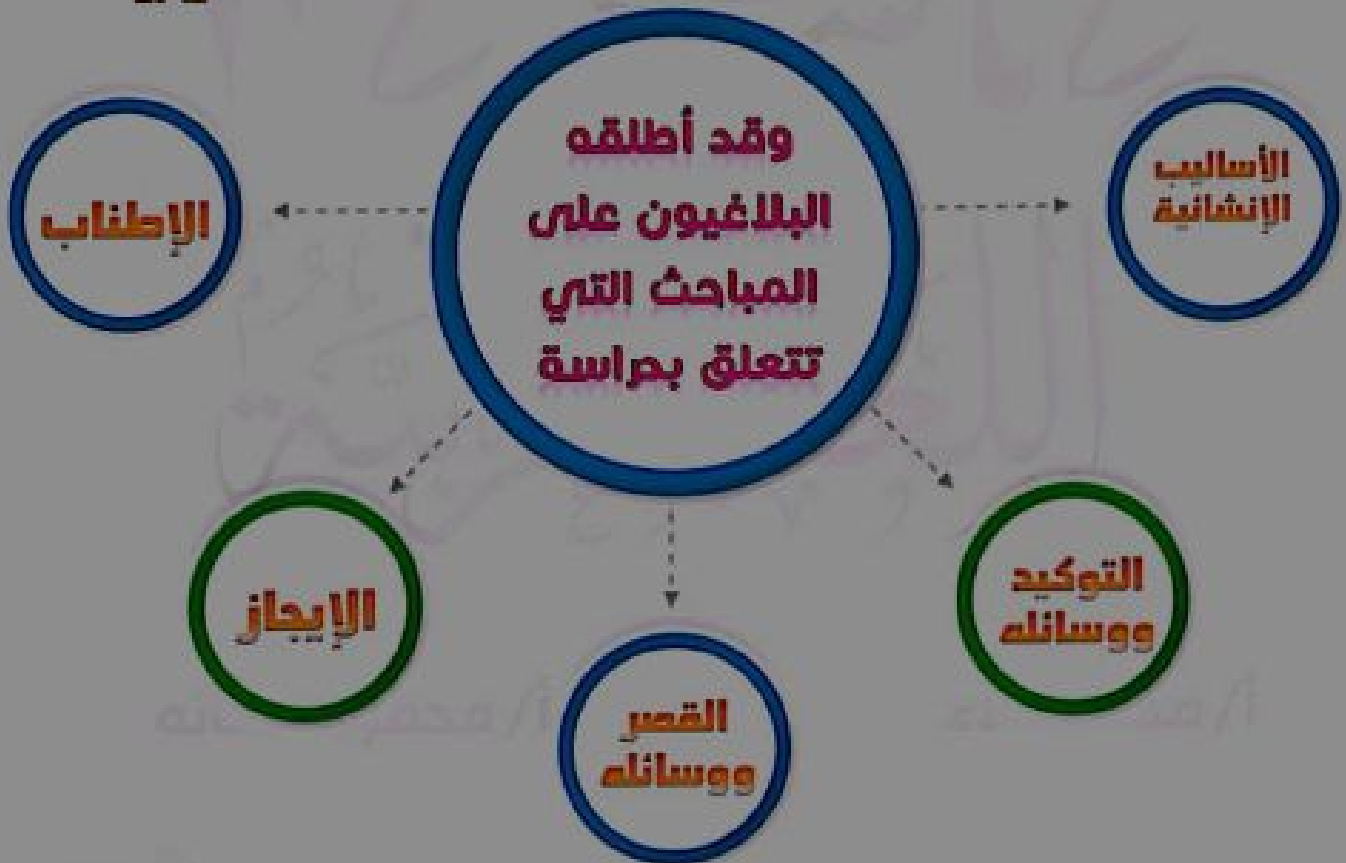 وقد أطلقه
البلاغيون على
المباحث التي
تتعلق بدراسة
الأساليب
الإنشائية
التوكيد
ووسائله
القصر
ووسائله
الإيجاز
الإطناب